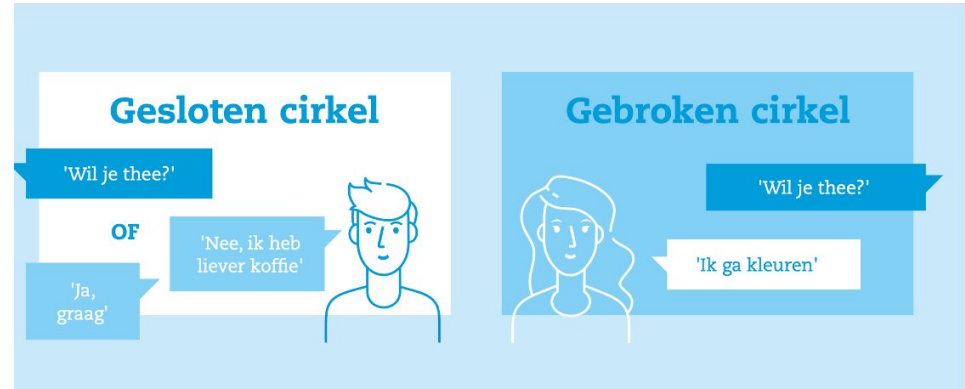 Gesloten cirkel
'Wil je thee?'
OF
'Nee, ik heb
liever koffie'
'Ja,
graag'
Gebroken cirkel
'Wil je thee?'
'Ik ga kleuren'